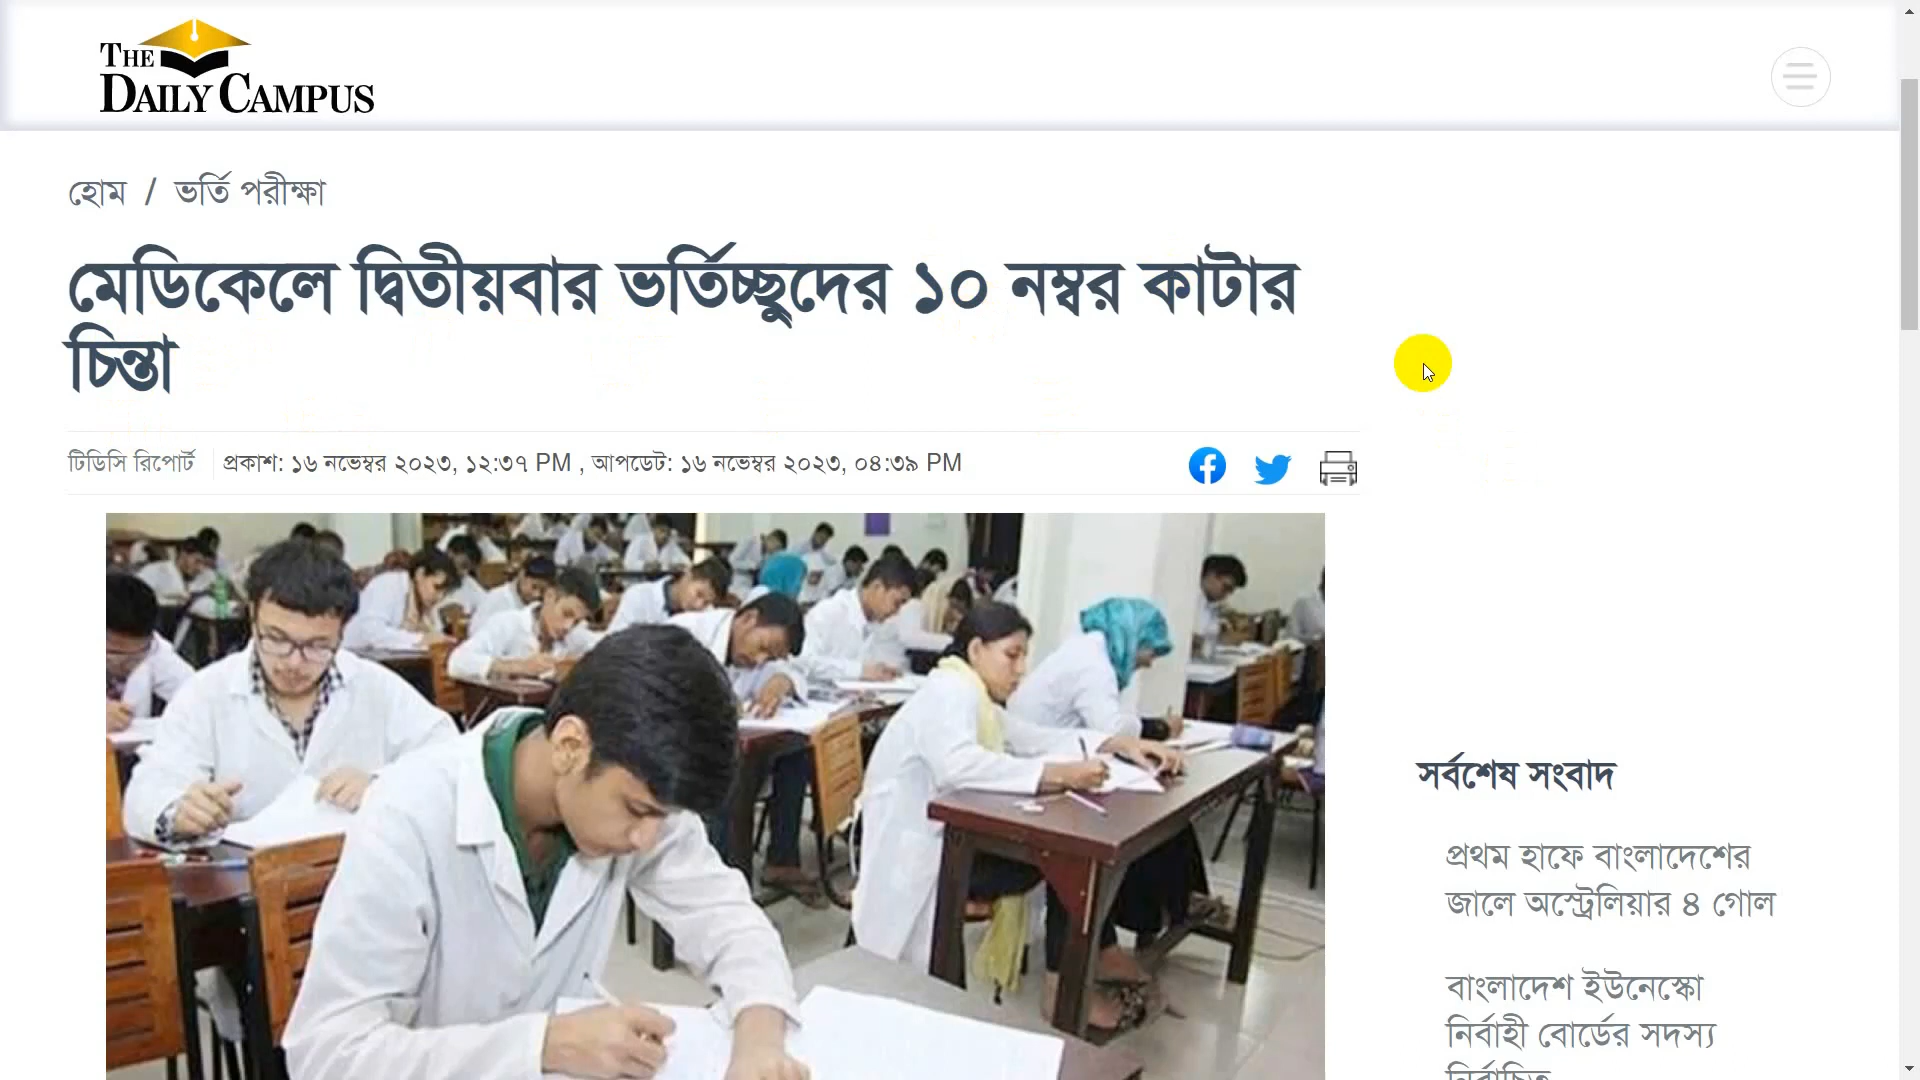 THE
DAILY CAMPUS
হোম / ভর্তি পরীক্ষা
মেডিকেলে দ্বিতীয়বার ভর্তিচ্ছুদের ১০ নম্বর কাটার
চিন্তা
টিডিসি রিপোর্ট প্রকাশ: ১৬ নভেম্বর ২০২৩, ১২:৩৭ PM , আপডেট: ১৬ নভেম্বর ২০২৩, ০৪:৩৯ PM
সর্বশেষ সংবাদ
প্রথম হাফে বাংলাদেশের
জালে অস্ট্রেলিয়ার ৪ গোল
বাংলাদেশ ইউনেস্কো
নির্বাহী বোর্ডের সদস্য
নির্বাচিত